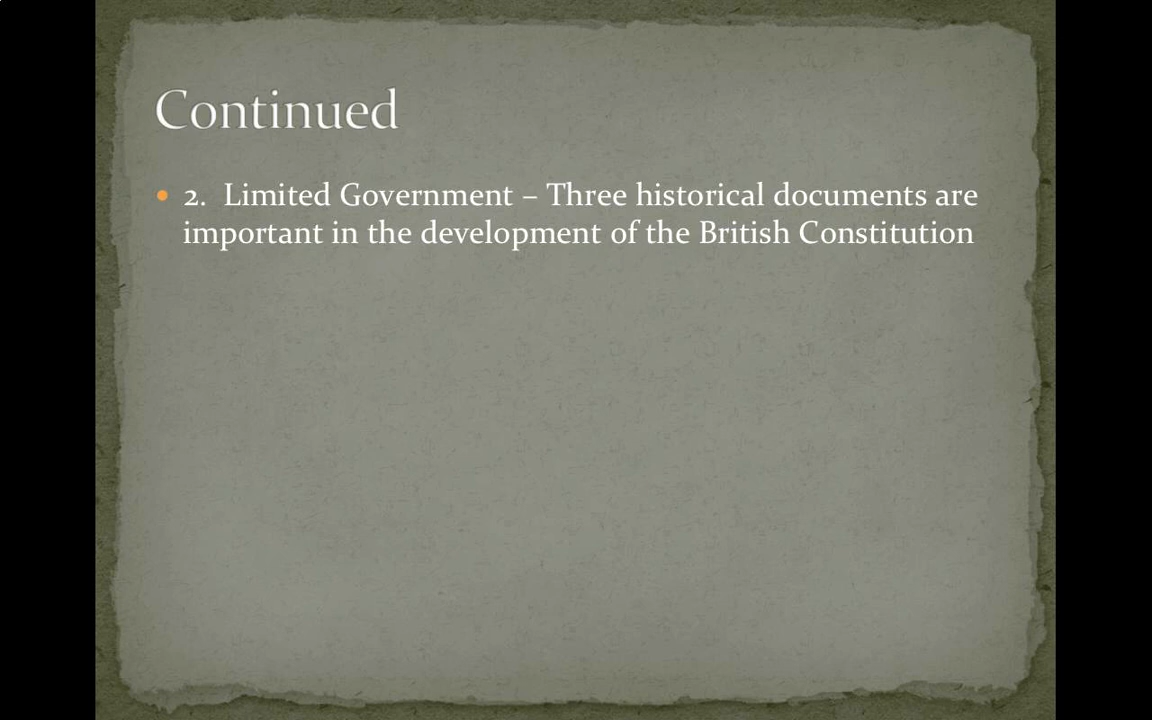 Continued
• 2.  Limited Government – Three historical documents are
important in the development of the British Constitution